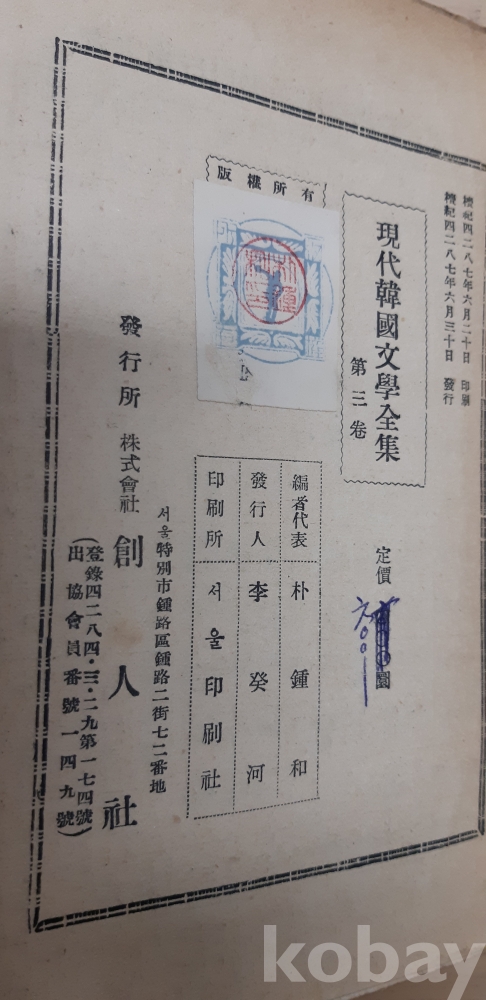 檀紀四二八七年六月二十日 印刷
檀紀四二八七年六月三十日 發行
現代韓國文學全集
第三卷
定價
圜
版權所有
編者代表 朴鍾和
發行人 李癸河
印刷所 서울印刷社
서울特別市鍾路區鍾路二街七二番地
發行所 株式會社 創人社
(登錄四二八四·三·二九第一七四號
出協會員番號一四九號)
kobay